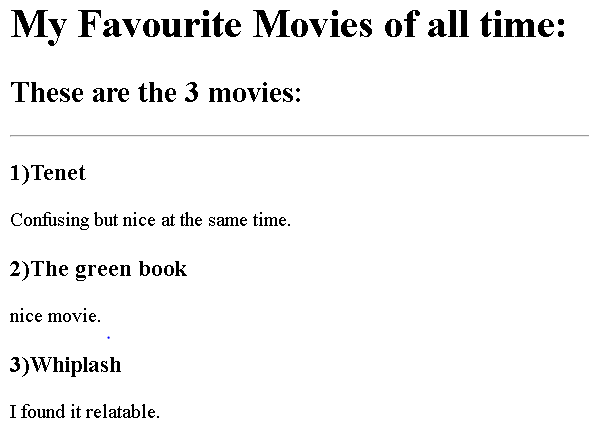 My Favourite Movies of all time:
These are the 3 movies:
1)Tenet
Confusing but nice at the same time.
2)The green book
nice movie.
3)Whiplash
I found it relatable.